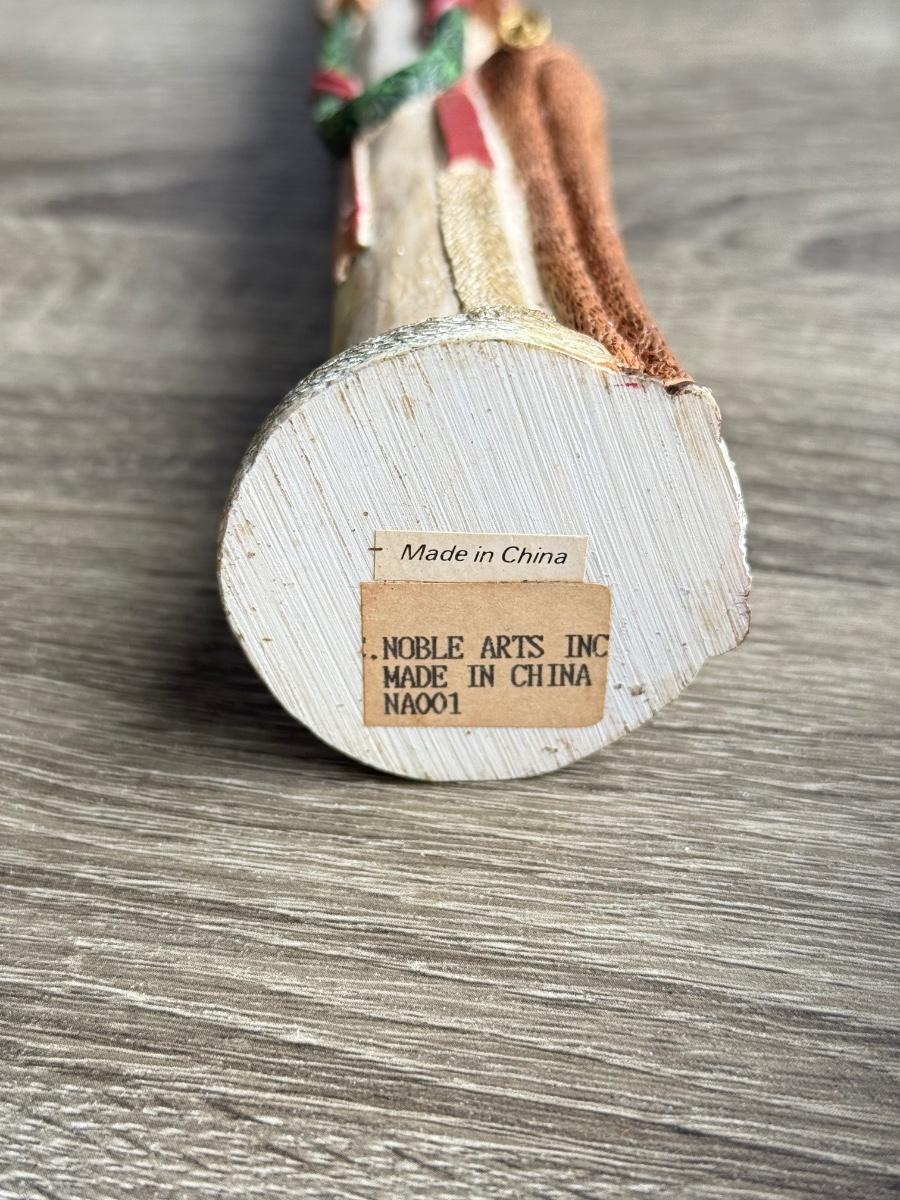 Made in China
.NOBLE ARTS INC
MADE IN CHINA
NA001